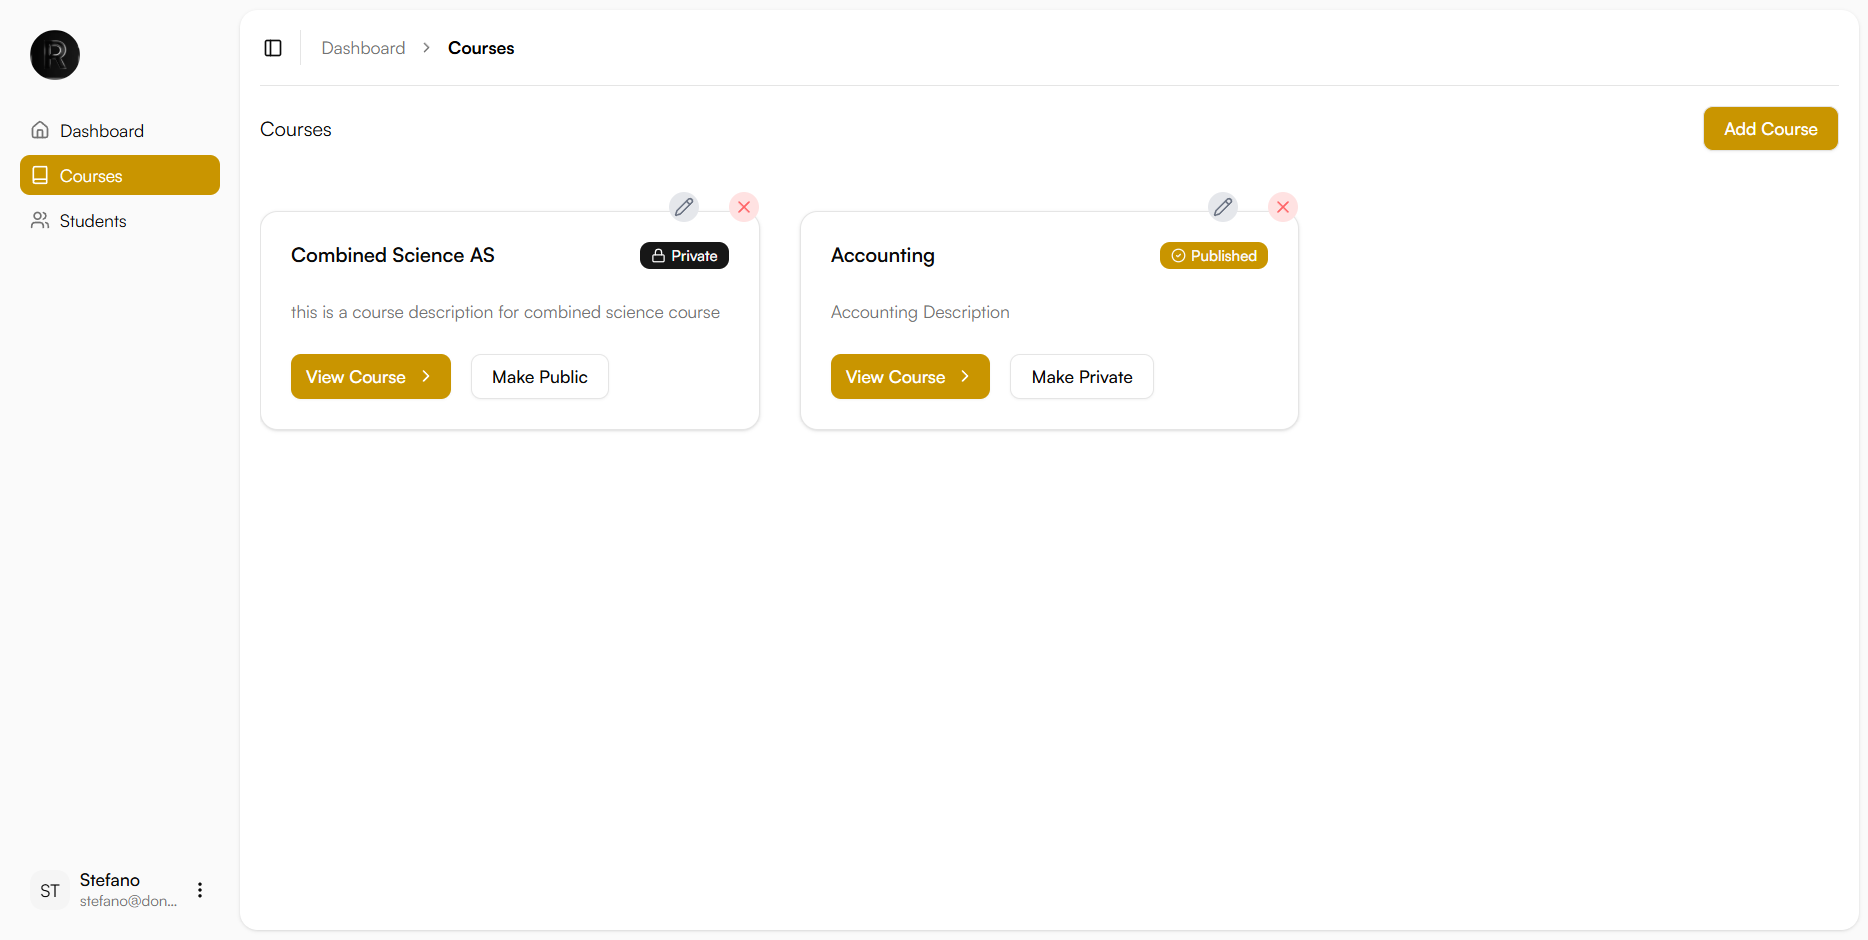 R
Dashboard
Courses
Students
Dashboard > Courses
Courses
Add Course
Combined Science AS
Private
this is a course description for combined science course
View Course
Make Public
Accounting
Published
Accounting Description
View Course
Make Private
ST
Stefano
stefano@don...